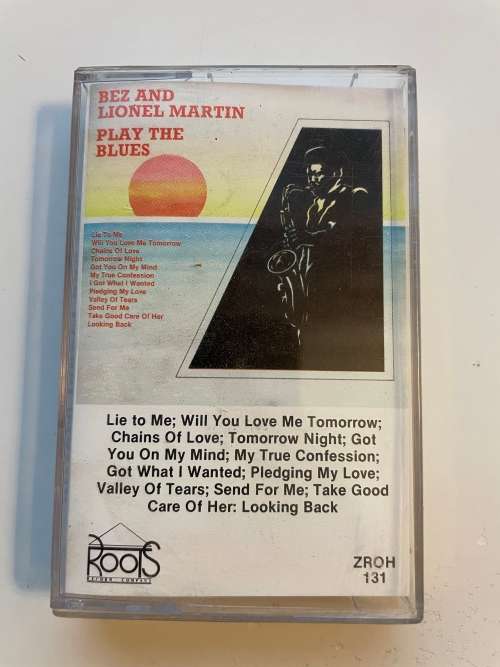 BEZ AND
LIONEL MARTIN
PLAY THE
BLUES
Lie To Me
Will You Love Me Tomorrow
Chains Of Love
Tomorrow Night
Got You On My Mind
My True Confession
I Got What I Wanted
Pledging My Love
Valley Of Tears
Send For Me
Take Good Care Of Her
Looking Back
Lie to Me; Will You Love Me Tomorrow;
Chains Of Love; Tomorrow Night; Got
You On My Mind; My True Confession;
Got What I Wanted; Pledging My Love;
Valley Of Tears; Send For Me; Take Good
Care Of Her: Looking Back
ROOTS
RECORD COMPANY
ZROH
131